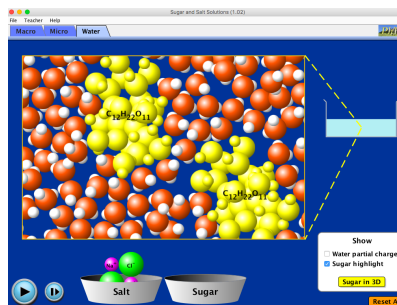 Sugar and Salt Solutions (1.02)
File Teacher Help
Macro Micro Water
C12H22O11
C12H22O11
Na+ Cl-
Salt Sugar
Show
Water partial charge
Sugar highlight
Sugar in 3D
Reset A